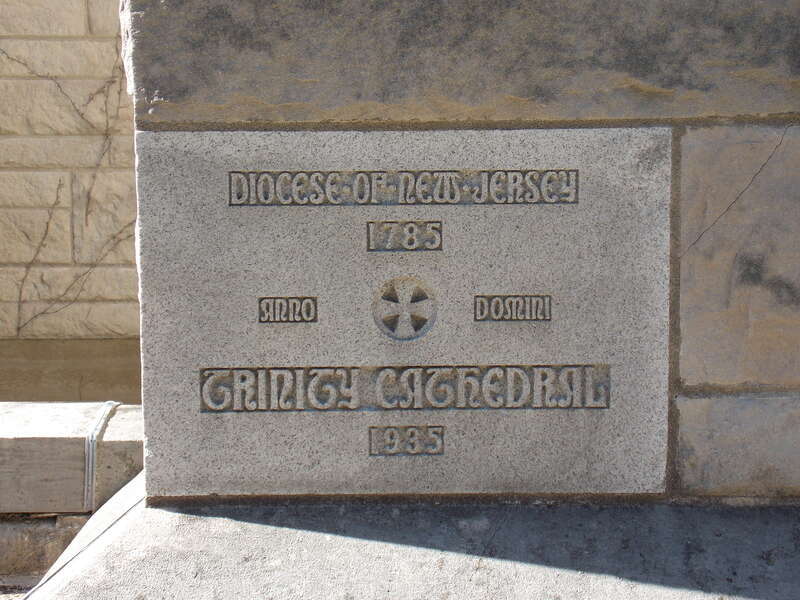 DIOCESE·OF·NEW·JERSEY
1785
ANNO DOMINI
TRINITY CATHEDRAL
1935